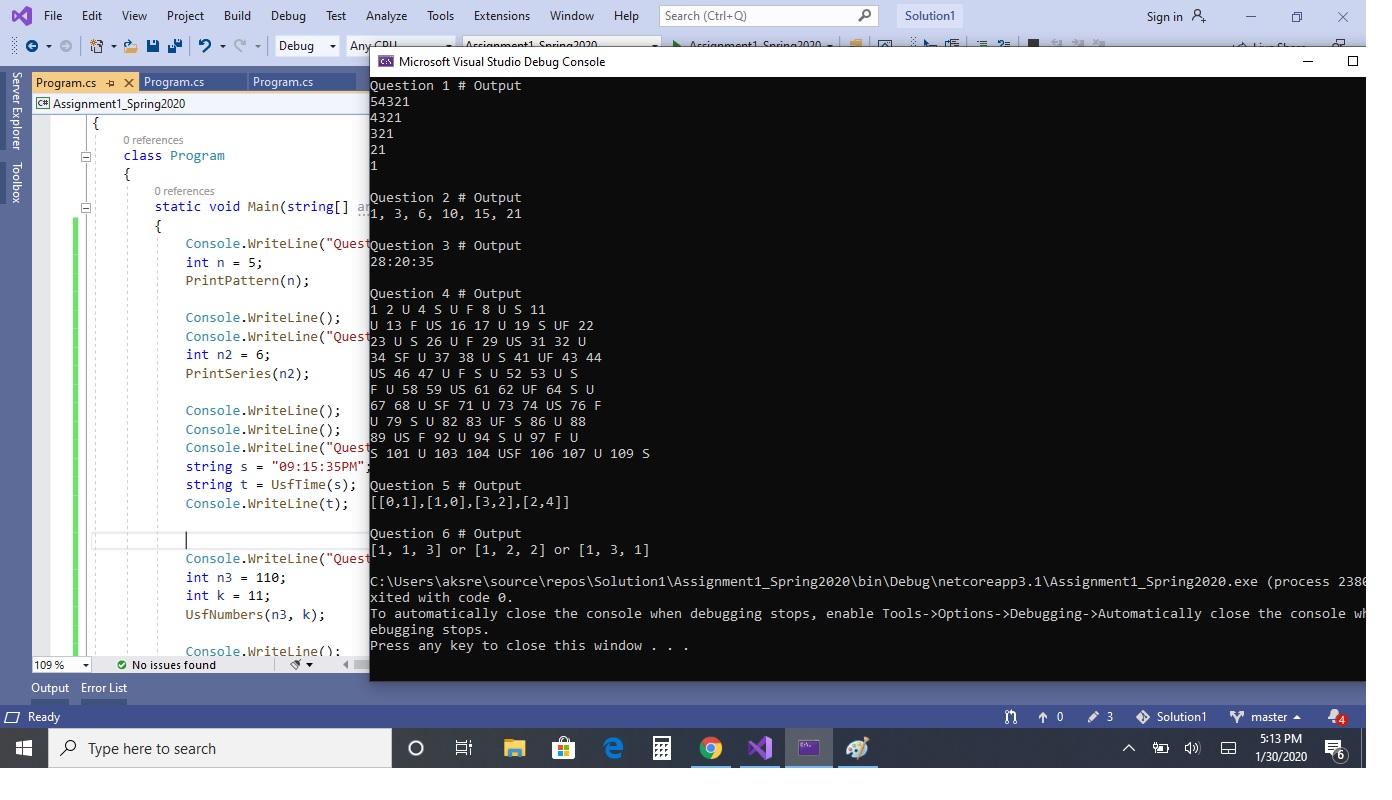 File Edit View Project Build Debug Test Analyze Tools Extensions Window Help Search (Ctrl+Q) Solution1 Sign in
Debug Any CPU Assignment1_Spring2020 Assignment1_Spring2020 Live Share
Server Explorer
Toolbox
Program.cs Program.cs Program.cs
C# Assignment1_Spring2020
{
0 references
class Program
{
0 references
static void Main(string[] ar
{
Console.WriteLine("Quest
int n = 5;
PrintPattern(n);
Console.WriteLine();
Console.WriteLine("Quest
int n2 = 6;
PrintSeries(n2);
Console.WriteLine();
Console.WriteLine();
Console.WriteLine("Quest
string s = "09:15:35PM";
string t = UsfTime(s);
Console.WriteLine(t);
Console.WriteLine("Quest
int n3 = 110;
int k = 11;
UsfNumbers(n3, k);
Console.WriteLine();
109 % No issues found
Output Error List
Microsoft Visual Studio Debug Console
Question 1 # Output
54321
4321
321
21
1
Question 2 # Output
1, 3, 6, 10, 15, 21
Question 3 # Output
28:20:35
Question 4 # Output
1 2 U 4 S U F 8 U S 11
U 13 F US 16 17 U 19 S UF 22
23 U S 26 U F 29 US 31 32 U
34 SF U 37 38 U S 41 UF 43 44
US 46 47 U F S U 52 53 U S
F U 58 59 US 61 62 UF 64 S U
67 68 U SF 71 U 73 74 US 76 F
U 79 S U 82 83 UF S 86 U 88
89 US F 92 U 94 S U 97 F U
S 101 U 103 104 USF 106 107 U 109 S
Question 5 # Output
[[0,1],[1,0],[3,2],[2,4]]
Question 6 # Output
[1, 1, 3] or [1, 2, 2] or [1, 3, 1]
C:\Users\aksre\source\repos\Solution1\Assignment1_Spring2020\bin\Debug\netcoreapp3.1\Assignment1_Spring2020.exe (process 2380
xited with code 0.
To automatically close the console when debugging stops, enable Tools->Options->Debugging->Automatically close the console wh
ebugging stops.
Press any key to close this window . . .
Ready 0 3 Solution1 master 4
Type here to search
5:13 PM
1/30/2020
6